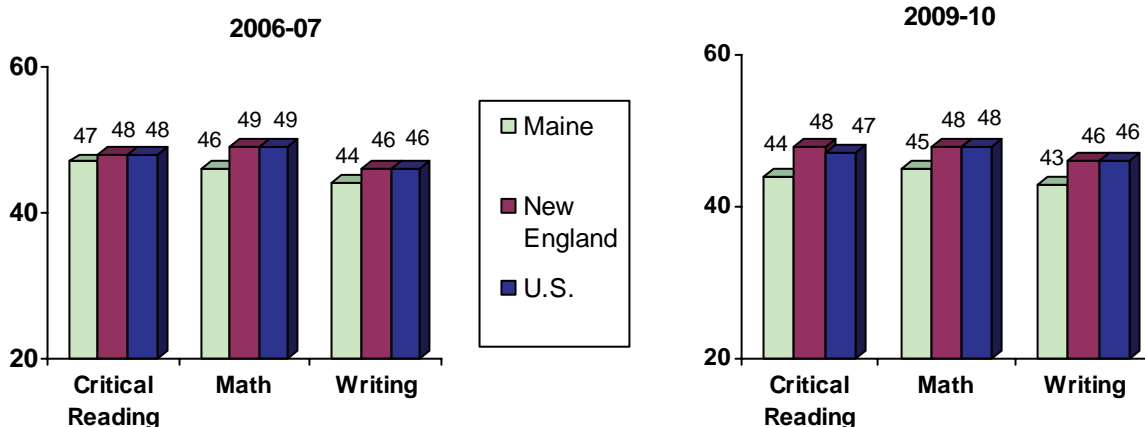 2006-07
60
40
20
47 48 48
46 49 49
44 46 46
Critical
Reading
Math
Writing
Maine
New
England
U.S.
2009-10
60
40
20
44 48 47
45 48 48
43 46 46
Critical
Reading
Math
Writing